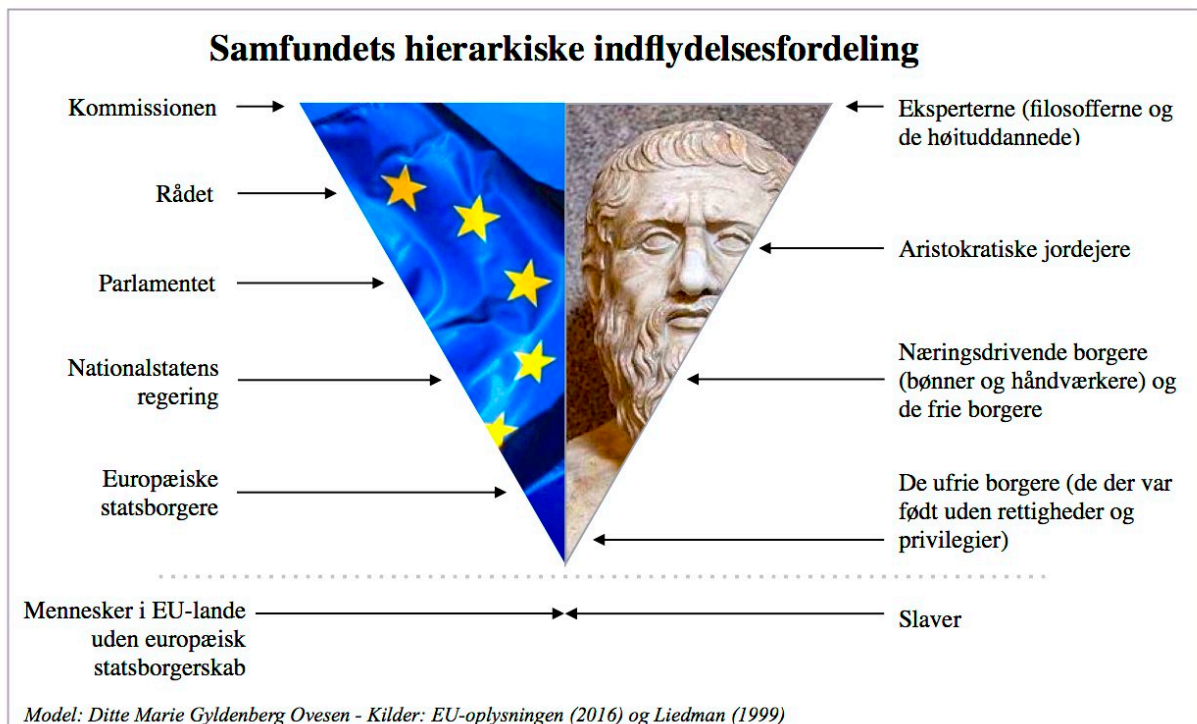 Samfundets hierarkiske indflydelsesfordeling
Kommissionen
Rådet
Parlamentet
Nationalstatens
regering
Europæiske
statsborgere
Mennesker i EU-lande
uden europæisk
statsborgerskab
Eksperterne (filosofferne og
de højtuddannede)
Aristokratiske jordejere
Næringsdrivende borgere
(bønner og håndværkere) og
de frie borgere
De ufrie borgere (de der var
født uden rettigheder og
privilegier)
Slaver
Model: Ditte Marie Gyldenberg Ovesen - Kilder: EU-oplysningen (2016) og Liedman (1999)